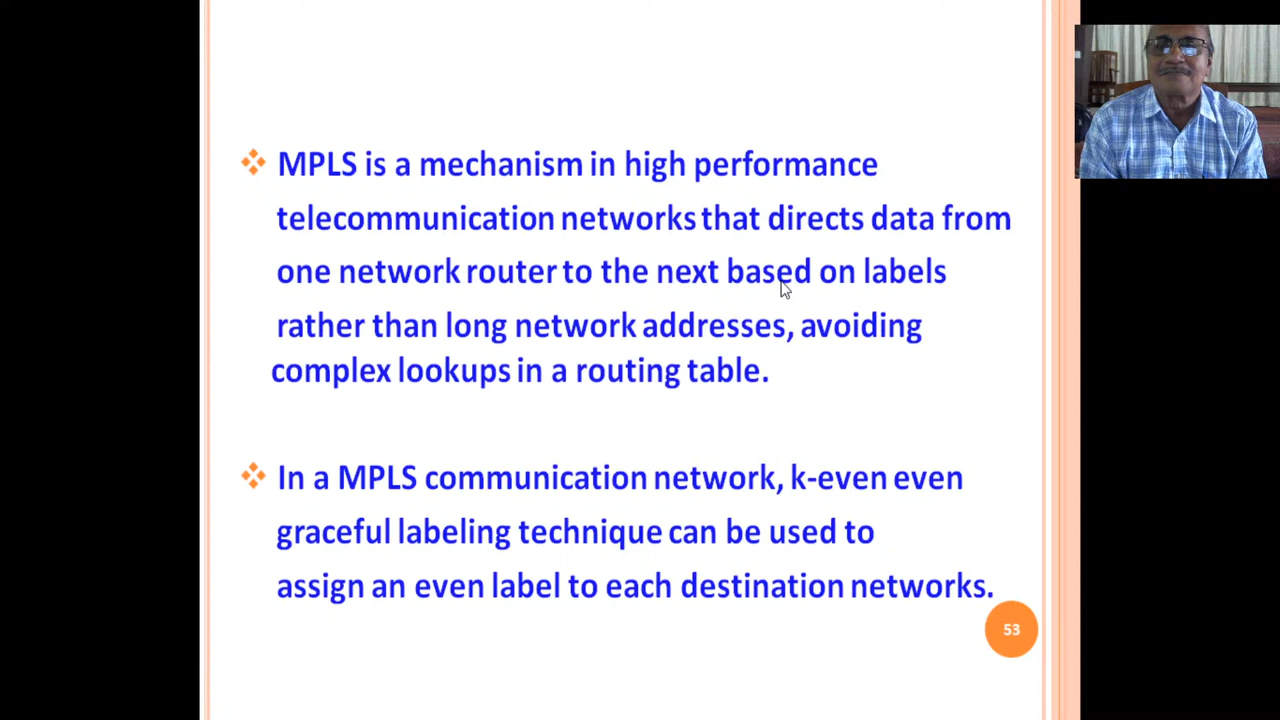 MPLS is a mechanism in high performance
telecommunication networks that directs data from
one network router to the next based on labels
rather than long network addresses, avoiding
complex lookups in a routing table.
In a MPLS communication network, k-even even
graceful labeling technique can be used to
assign an even label to each destination networks.
53